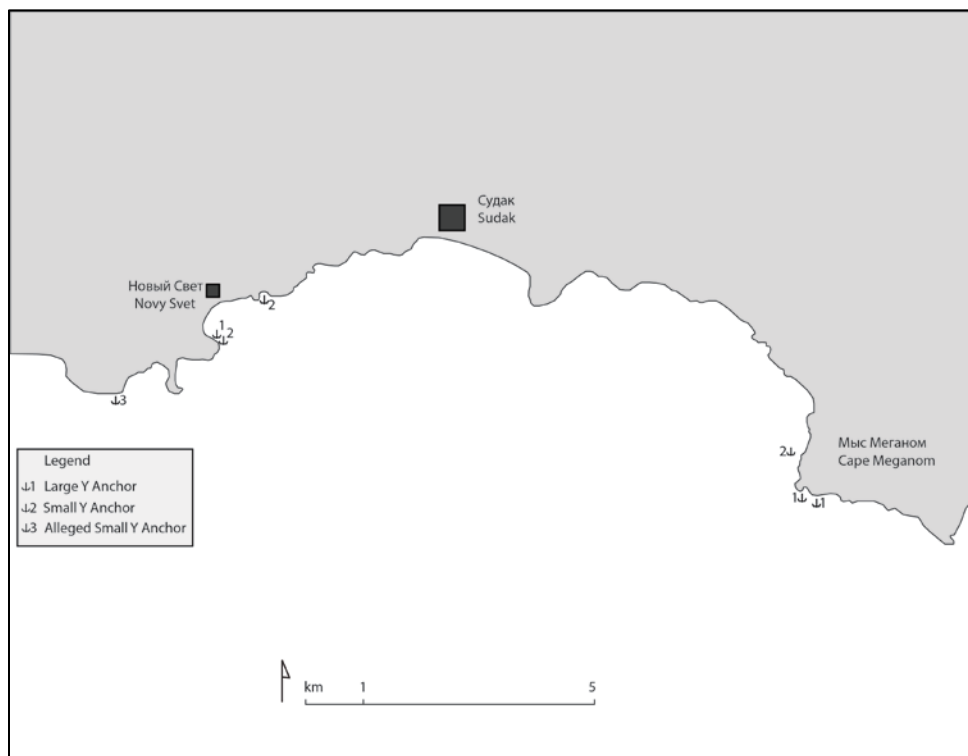 Судак
Sudak
Новый Свет
Novy Svet
2
1
2
3
Мыс Меганом
Cape Meganom
2
1
1
Legend
1 Large Y Anchor
2 Small Y Anchor
3 Alleged Small Y Anchor
km 1 5